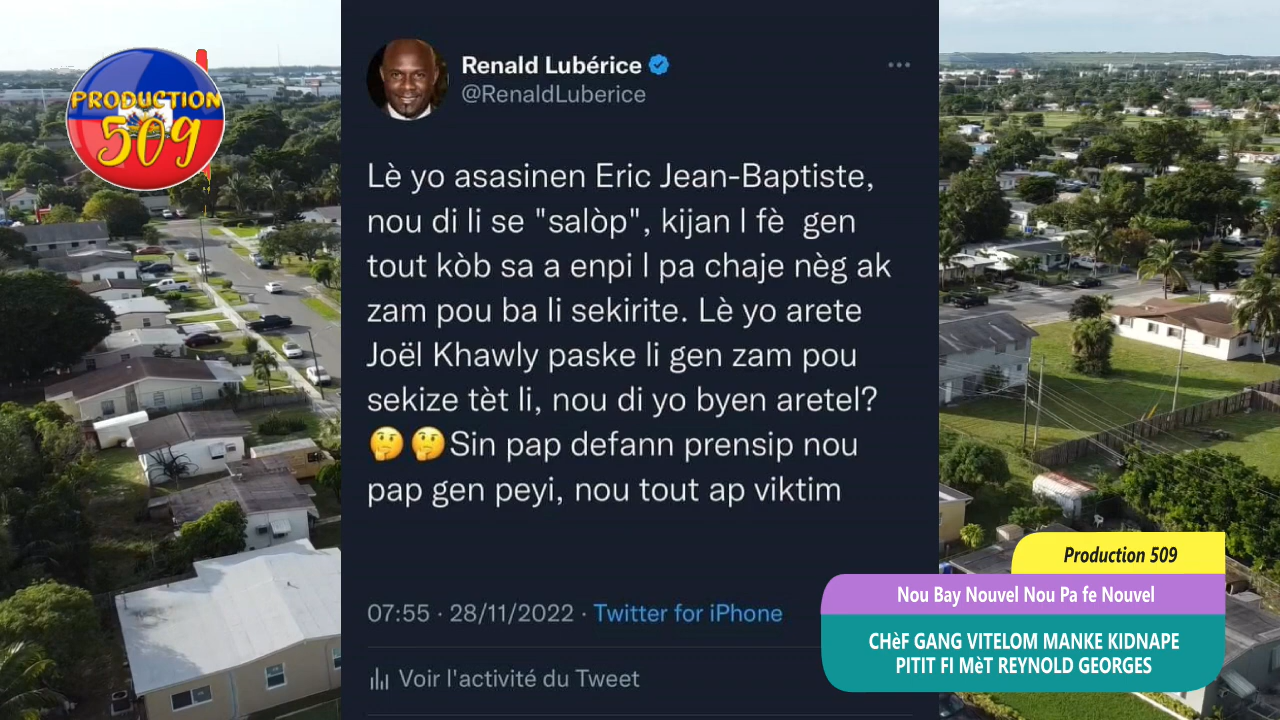 PRODUCTION
509
Renald Lubérice
@RenaldLuberice
Lè yo asasinen Eric Jean-Baptiste,
nou di li se "salòp", kijan l fè  gen
tout kòb sa a enpi l pa chaje nèg ak
zam pou ba li sekirite. Lè yo arete
Joël Khawly paske li gen zam pou
sekize tèt li, nou di yo byen aretel?
🤔🤔Sin pap defann prensip nou
pap gen peyi, nou tout ap viktim
07:55 · 28/11/2022 · Twitter for iPhone
Voir l'activité du Tweet
Production 509
Nou Bay Nouvel Nou Pa fe Nouvel
CHèF GANG VITELOM MANKE KIDNAPE
PITIT FI MèT REYNOLD GEORGES